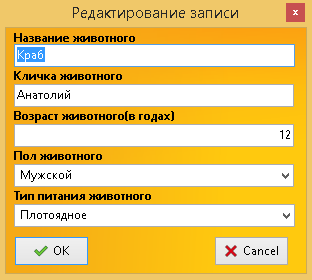 Редактирование записи
x
Название животного
Краб
Кличка животного
Анатолий
Возраст животного(в годах)
12
Пол животного
Мужской
Тип питания животного
Плотоядное
OK
Cancel